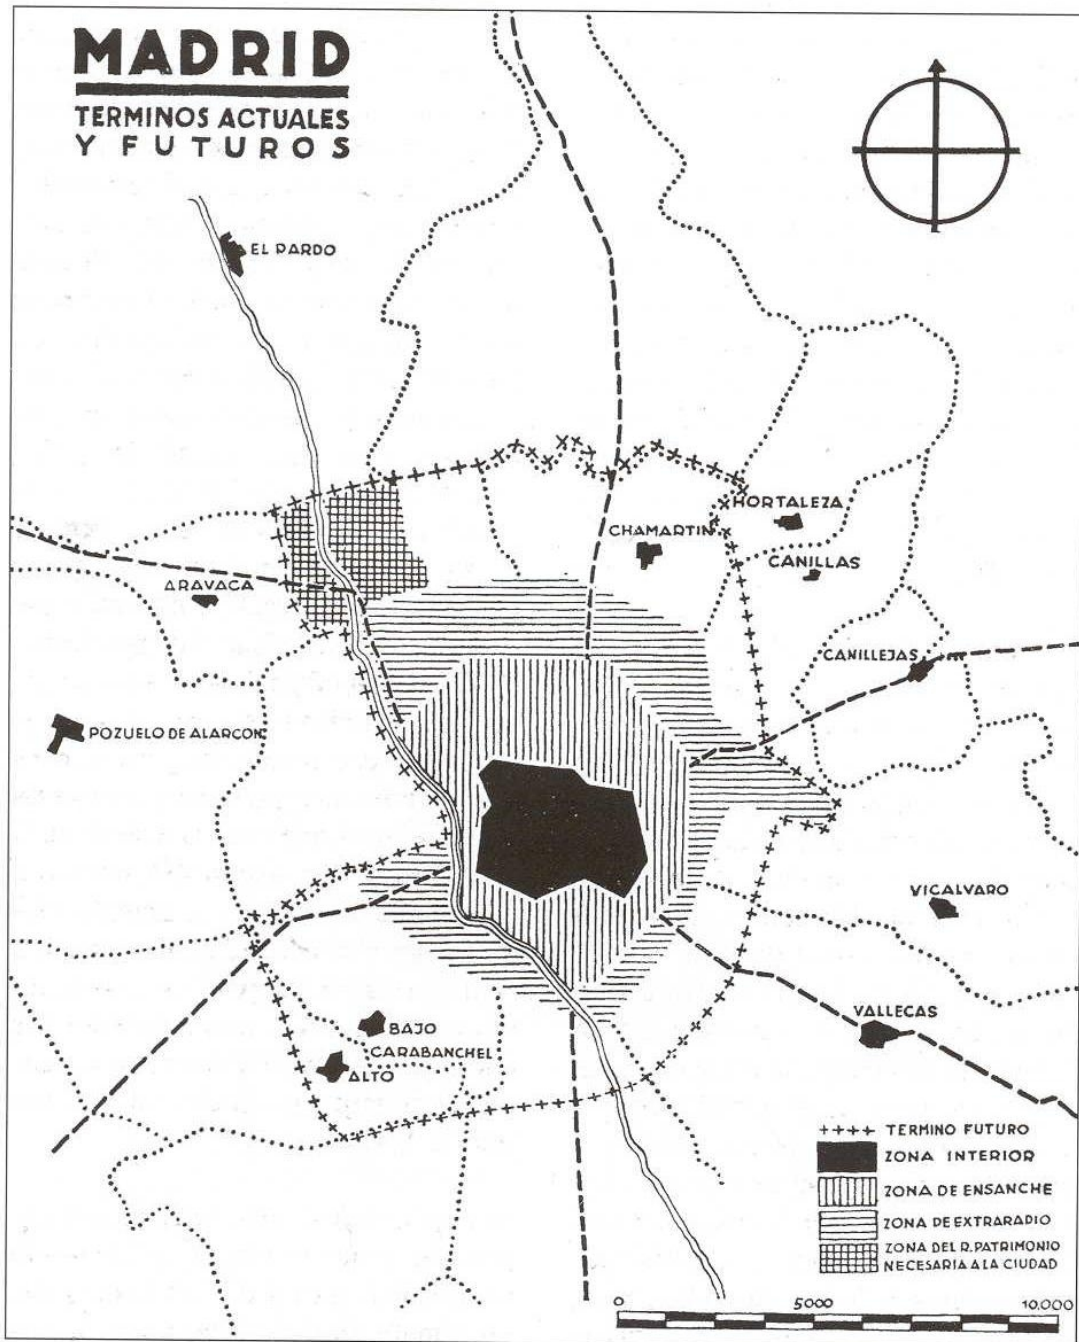 MADRID
TERMINOS ACTUALES
Y FUTUROS
EL PARDO
HORTALEZA
CHAMARTIN
CANILLAS
ARAVACA
CANILLEJAS
POZUELO DE ALARCON
VICALVARO
VALLECAS
BAJO
CARABANCHEL
ALTO
++++ TERMINO FUTURO
ZONA INTERIOR
ZONA DE ENSANCHE
ZONA DE EXTRARADIO
ZONA DEL R. PATRIMONIO
NECESARIA A LA CIUDAD
0 5000 10.000